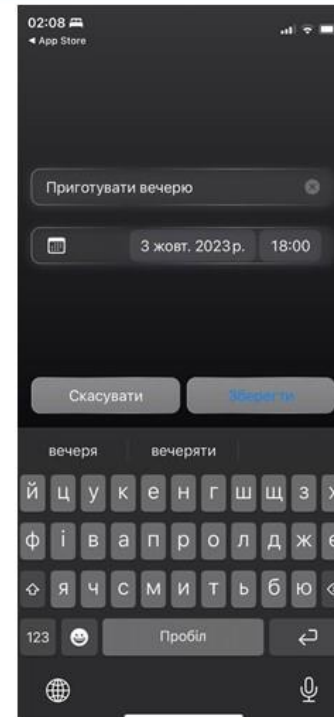 02:08
◀ App Store
Приготувати вечерю
3 жовт. 2023 р. 18:00
Скасувати Зберегти
вечеря вечеряти
й ц у к е н г ш щ з х
ф і в а п р о л д ж є
я ч с м и т ь б ю
123 Пробіл